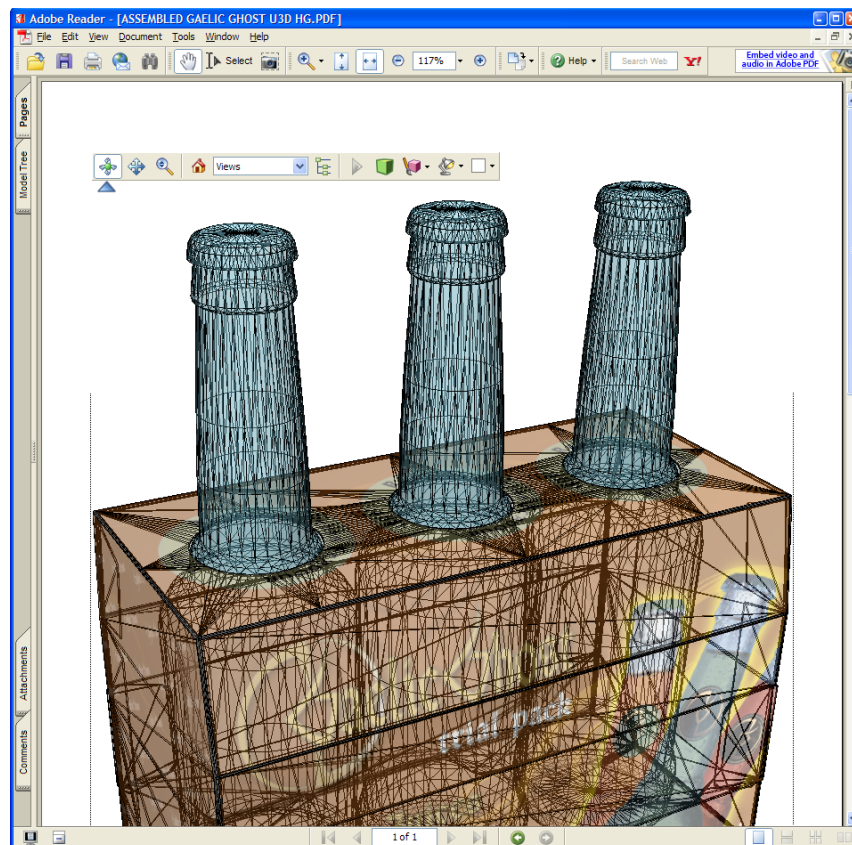 Adobe Reader - [ASSEMBLED GAELIC GHOST U3D HG.PDF]
File Edit View Document Tools Window Help
Select 117% Help Search Web Y! Embed video and audio in Adobe PDF
Pages
Model Tree
Views
Gaelic Ghost
trial pack
Attachments
Comments
1 of 1